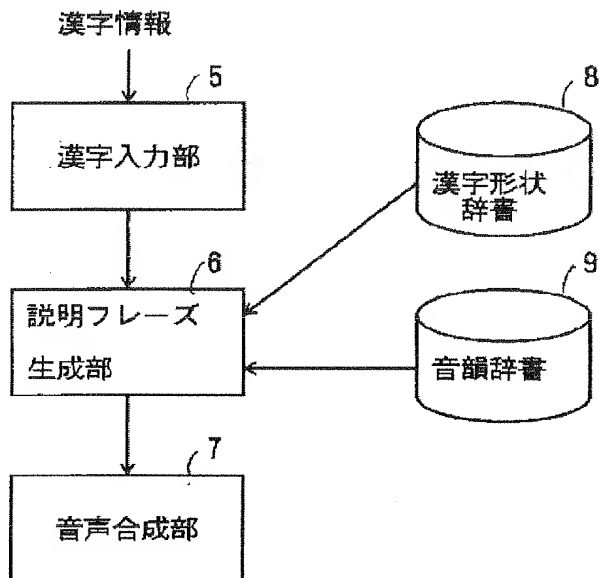 漢字情報
5
漢字入力部
8
漢字形状
辞書
6
説明フレーズ
生成部
9
音韻辞書
7
音声合成部